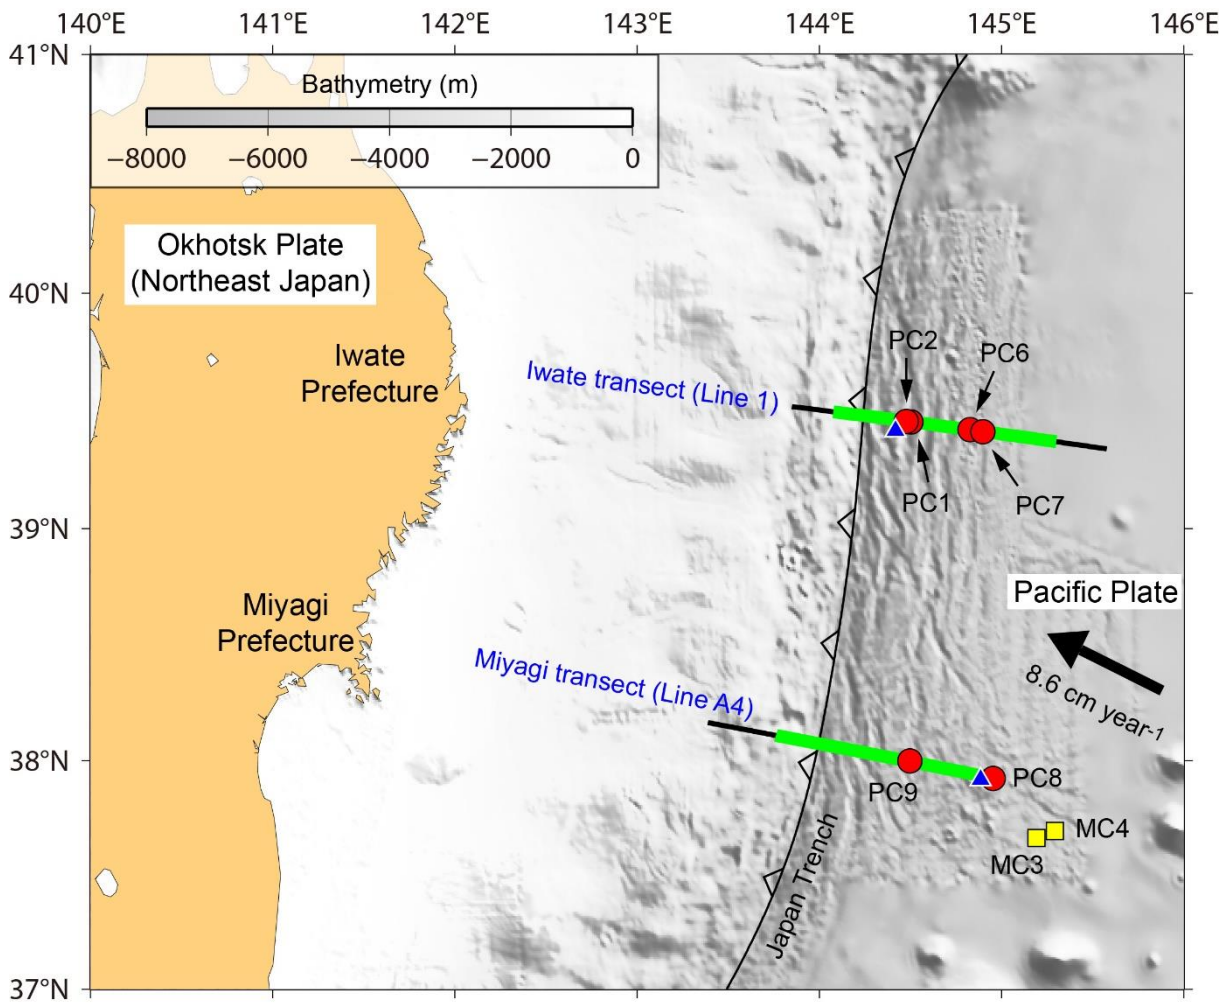 140°E 141°E 142°E 143°E 144°E 145°E 146°E
41°N
Bathymetry (m)
−8000 −6000 −4000 −2000 0
Okhotsk Plate
(Northeast Japan)
40°N
PC2
PC6
Iwate
Prefecture
Iwate transect (Line 1)
PC1
PC7
39°N
Pacific Plate
Miyagi
Prefecture
Miyagi transect (Line A4)
8.6 cm year-1
38°N
PC9
PC8
MC4
MC3
Japan Trench
37°N